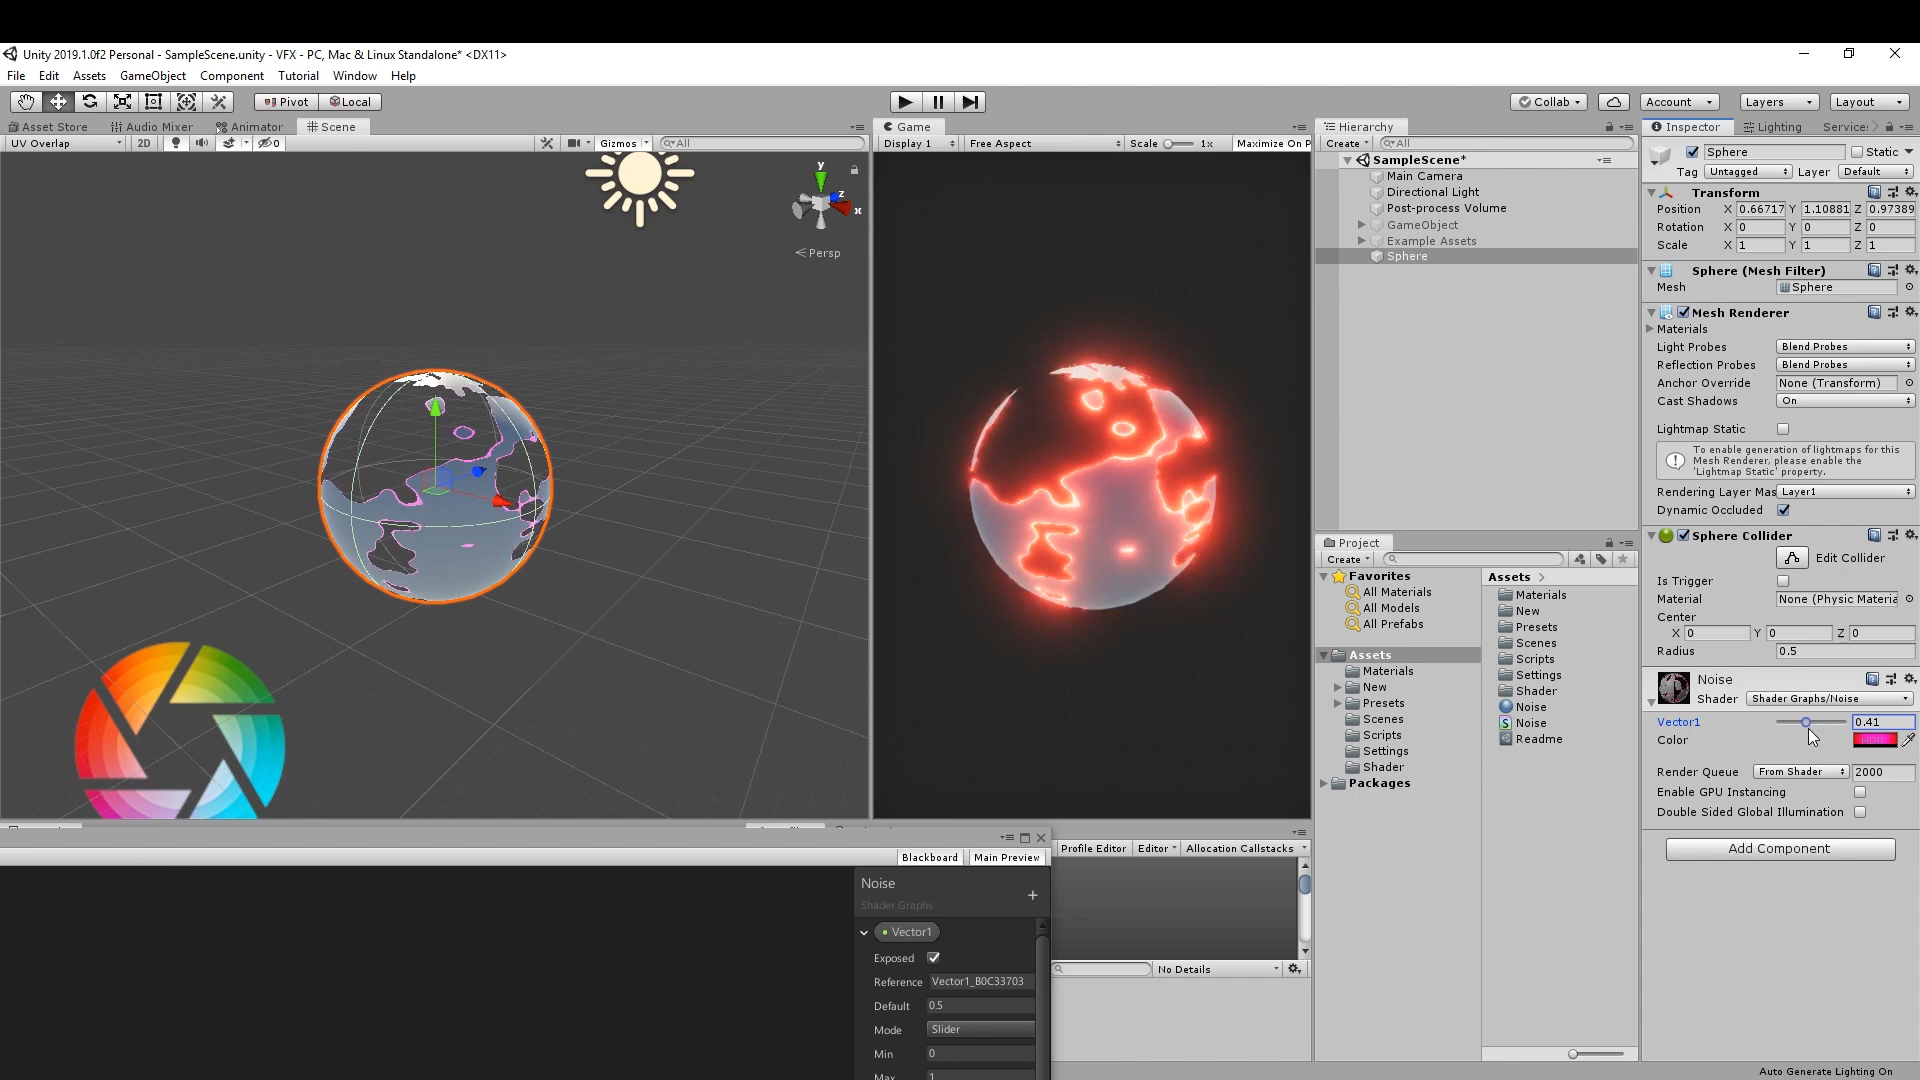 Unity 2019.1.0f2 Personal - SampleScene.unity - VFX - PC, Mac & Linux Standalone* <DX11>
File Edit Assets GameObject Component Tutorial Window Help
Pivot Local Collab Account Layers Layout
Asset Store Audio Mixer Animator Scene
UV Overlap 2D 0 Gizmos All
y
z
x
Persp
Game
Display 1 Free Aspect Scale 1x Maximize On P
Hierarchy
Create All
SampleScene*
Main Camera
Directional Light
Post-process Volume
GameObject
Example Assets
Sphere
Project
Create
Favorites
All Materials
All Models
All Prefabs
Assets
Materials
New
Presets
Scenes
Scripts
Settings
Shader
Packages
Assets
Materials
New
Presets
Scenes
Scripts
Settings
Shader
Noise
Noise
Readme
Inspector Lighting Service
Sphere Static
Tag Untagged Layer Default
Transform
Position X 0.66717 Y 1.10881 Z 0.97389
Rotation X 0 Y 0 Z 0
Scale X 1 Y 1 Z 1
Sphere (Mesh Filter)
Mesh Sphere
Mesh Renderer
Materials
Light Probes Blend Probes
Reflection Probes Blend Probes
Anchor Override None (Transform)
Cast Shadows On
Lightmap Static
To enable generation of lightmaps for this
Mesh Renderer, please enable the
'Lightmap Static' property.
Rendering Layer Mas Layer1
Dynamic Occluded
Sphere Collider
Edit Collider
Is Trigger
Material None (Physic Materia
Center
X 0 Y 0 Z 0
Radius 0.5
Noise
Shader Shader Graphs/Noise
Vector1 0.41
Color HDR
Render Queue From Shader 2000
Enable GPU Instancing
Double Sided Global Illumination
Add Component
Blackboard Main Preview
Noise
Shader Graphs
Vector1
Exposed
Reference Vector1_B0C33703
Default 0.5
Mode Slider
Min 0
Max 1
Profile Editor Editor Allocation Callstacks
No Details
Auto Generate Lighting On